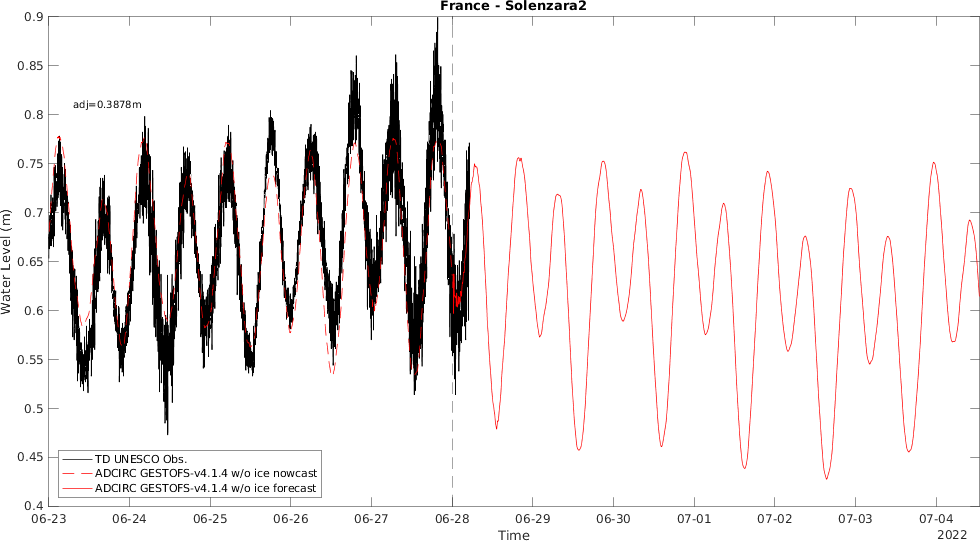 France - Solenzara2
0.9
0.85
0.8
0.75
0.7
0.65
0.6
0.55
0.5
0.45
0.4
Water Level (m)
adj=0.3878m
TD UNESCO Obs.
ADCIRC GESTOFS-v4.1.4 w/o ice nowcast
ADCIRC GESTOFS-v4.1.4 w/o ice forecast
06-23 06-24 06-25 06-26 06-27 06-28 06-29 06-30 07-01 07-02 07-03 07-04
Time
2022